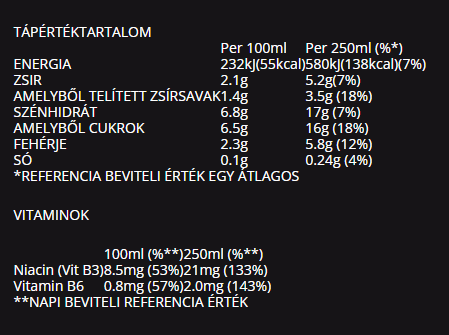 TÁPÉRTÉKTARTALOM
Per 100ml Per 250ml (%*)
ENERGIA 232kJ(55kcal)580kJ(138kcal)(7%)
ZSIR 2.1g 5.2g(7%)
AMELYBŐL TELÍTETT ZSÍRSAVAK1.4g 3.5g (18%)
SZÉNHIDRÁT 6.8g 17g (7%)
AMELYBŐL CUKROK 6.5g 16g (18%)
FEHÉRJE 2.3g 5.8g (12%)
SÓ 0.1g 0.24g (4%)
*REFERENCIA BEVITELI ÉRTÉK EGY ÁTLAGOS
VITAMINOK
100ml (%**)250ml (%**)
Niacin (Vit B3)8.5mg (53%)21mg (133%)
Vitamin B6 0.8mg (57%)2.0mg (143%)
**NAPI BEVITELI REFERENCIA ÉRTÉK